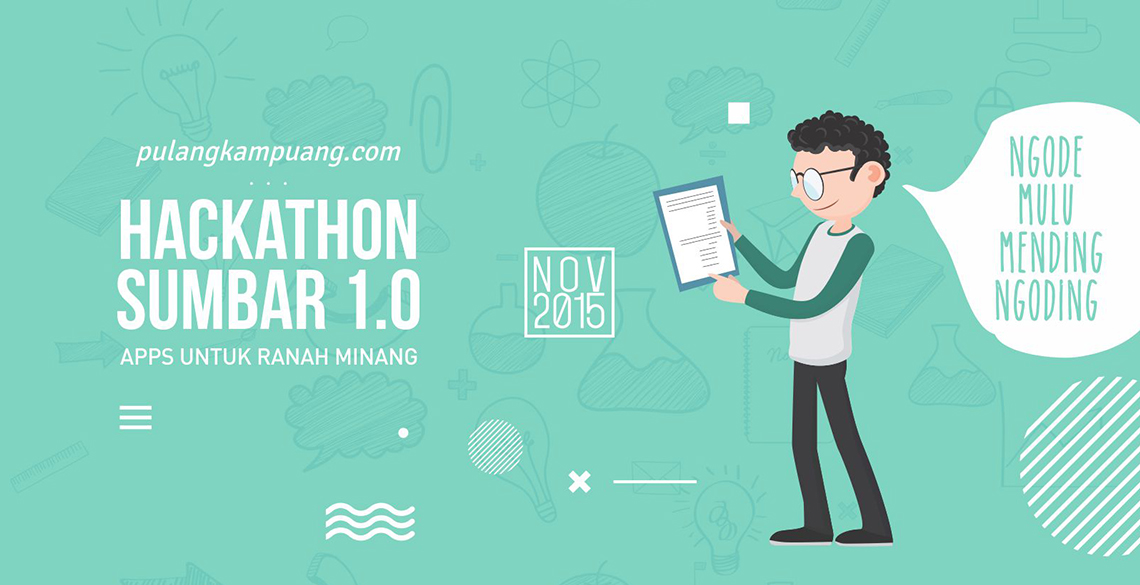 pulangkampuang.com
HACKATHON
SUMBAR 1.0
APPS UNTUK RANAH MINANG
NOV
2015
NGODE
MULU
MENDING
NGODING